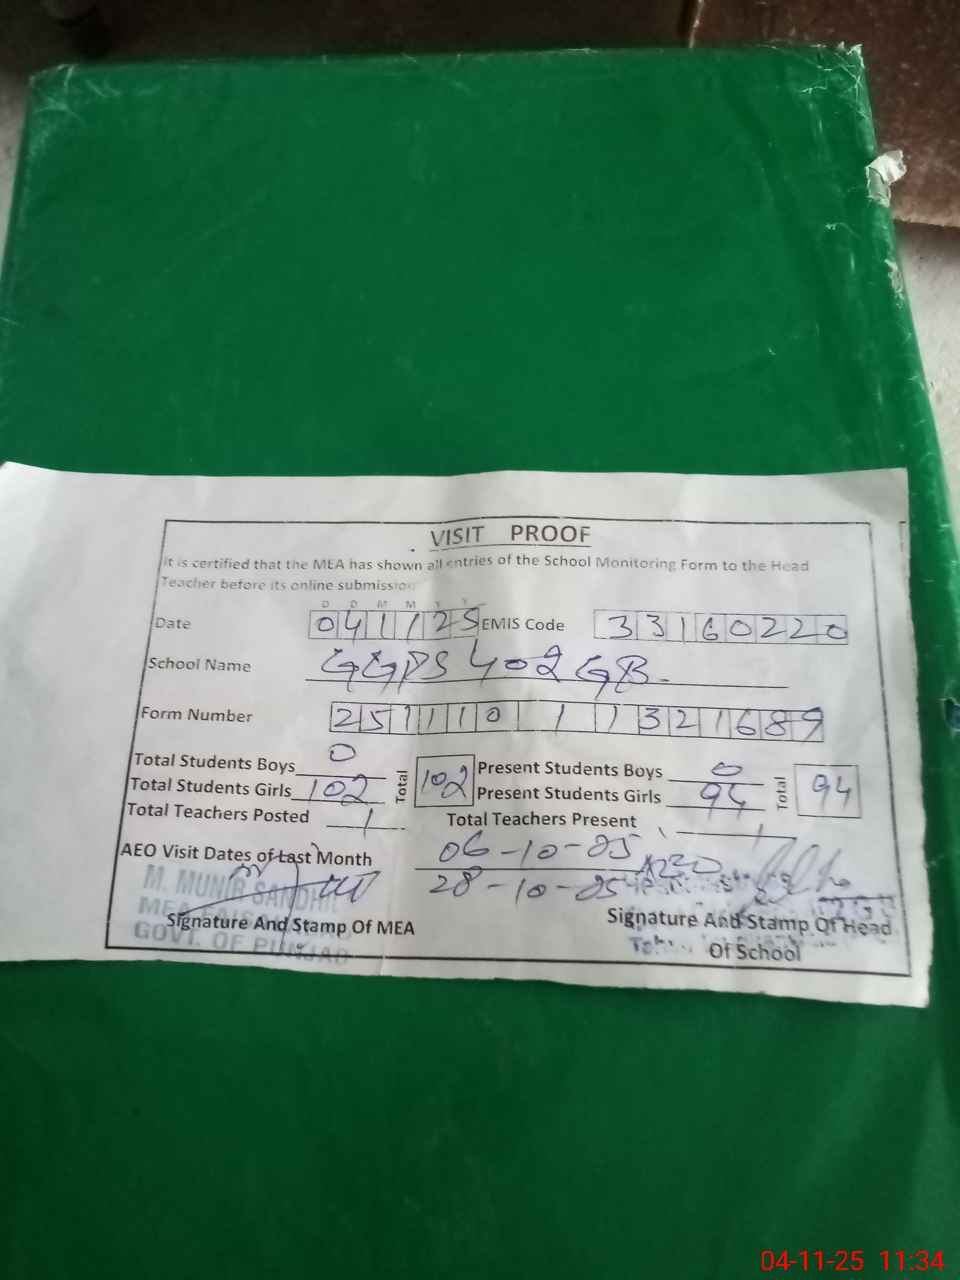 VISIT PROOF
It is certified that the MEA has shown all entries of the School Monitoring Form to the Head
Teacher before its online submission
D D M M Y Y
Date 041125 EMIS Code 33160220
School Name GGPS 402 GB
Form Number
Total Students Boys 0 Present Students Boys 0
Total Students Girls 102 Total 102 Present Students Girls 94 Total 94
Total Teachers Posted 1 Total Teachers Present 1
AEO Visit Dates of Last Month 06-10-25
28-10-25
M. MUNIR SANDHU
Signature And Stamp Of MEA Signature And Stamp Of Head
GOVT. OF PUNJAB Of School
04-11-25 11:34